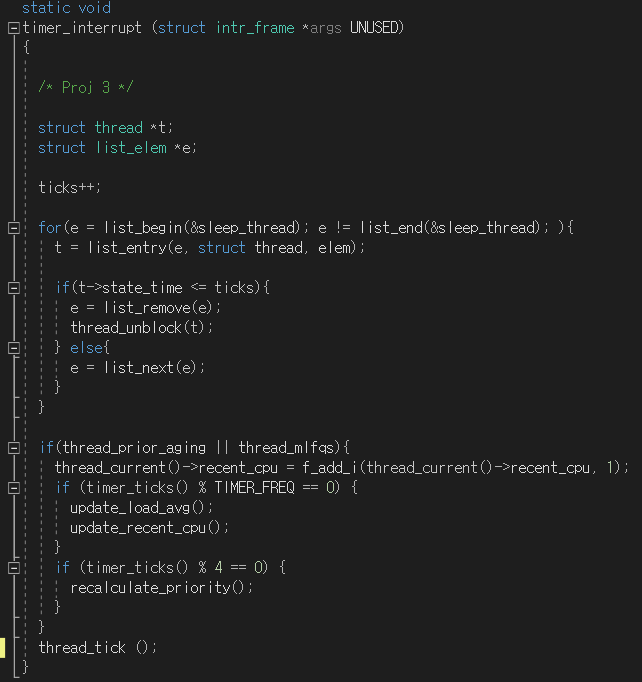 static void
timer_interrupt (struct intr_frame *args UNUSED)
{
/* Proj 3 */
struct thread *t;
struct list_elem *e;
ticks++;
for(e = list_begin(&sleep_thread); e != list_end(&sleep_thread); ){
t = list_entry(e, struct thread, elem);
if(t->state_time <= ticks){
e = list_remove(e);
thread_unblock(t);
} else{
e = list_next(e);
}
}
if(thread_prior_aging || thread_mlfqs){
thread_current()->recent_cpu = f_add_i(thread_current()->recent_cpu, 1);
if (timer_ticks() % TIMER_FREQ == 0) {
update_load_avg();
update_recent_cpu();
}
if (timer_ticks() % 4 == 0) {
recalculate_priority();
}
}
thread_tick ();
}